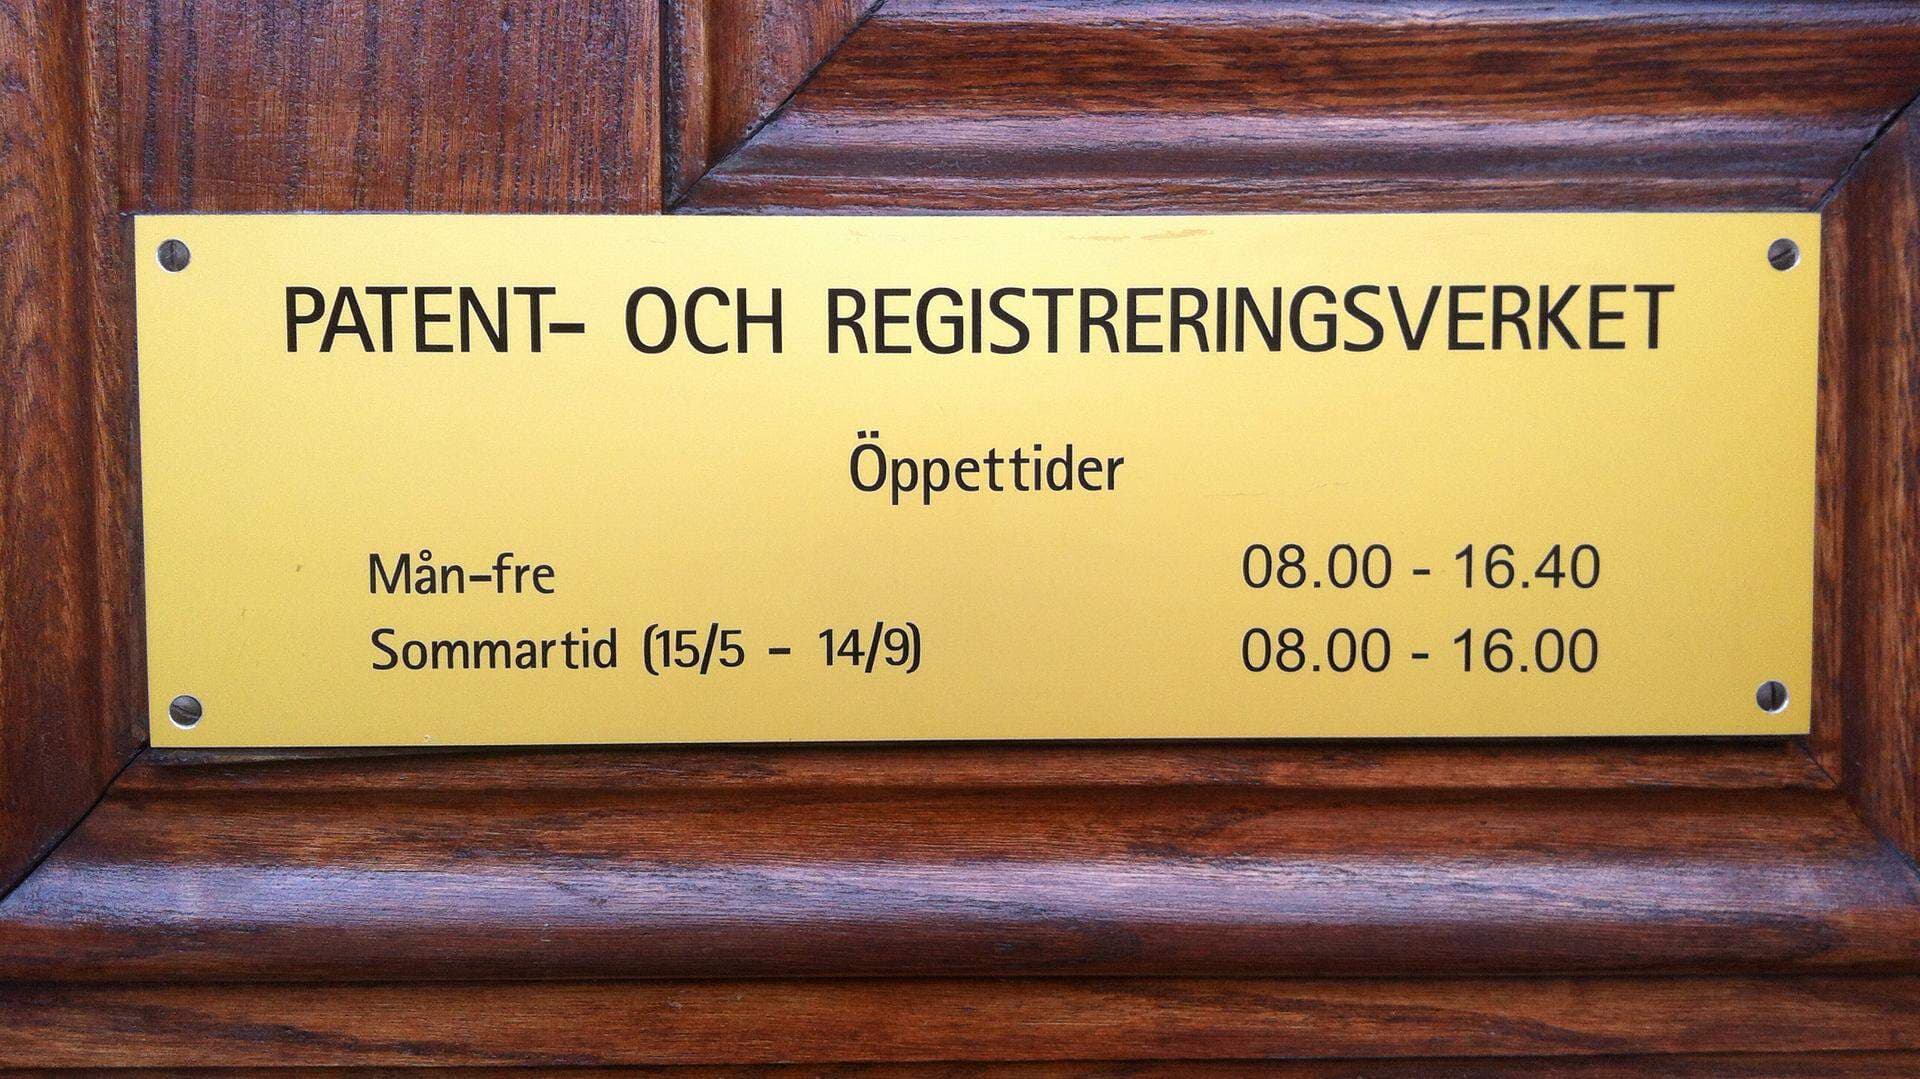 PATENT- OCH REGISTRERINGSVERKET
Öppettider
Mån-fre 08.00 - 16.40
Sommartid (15/5 - 14/9) 08.00 - 16.00